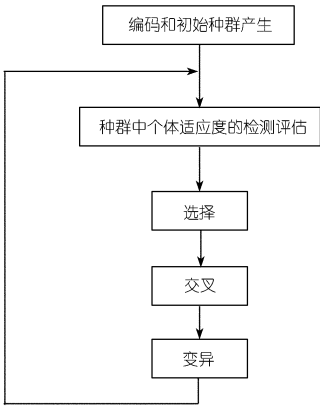 编码和初始种群产生
种群中个体适应度的检测评估
选择
交叉
变异